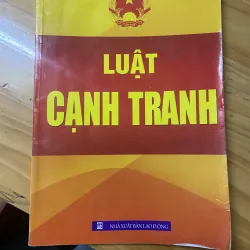 LUẬT
CẠNH TRANH
NHÀ XUẤT BẢN LAO ĐỘNG